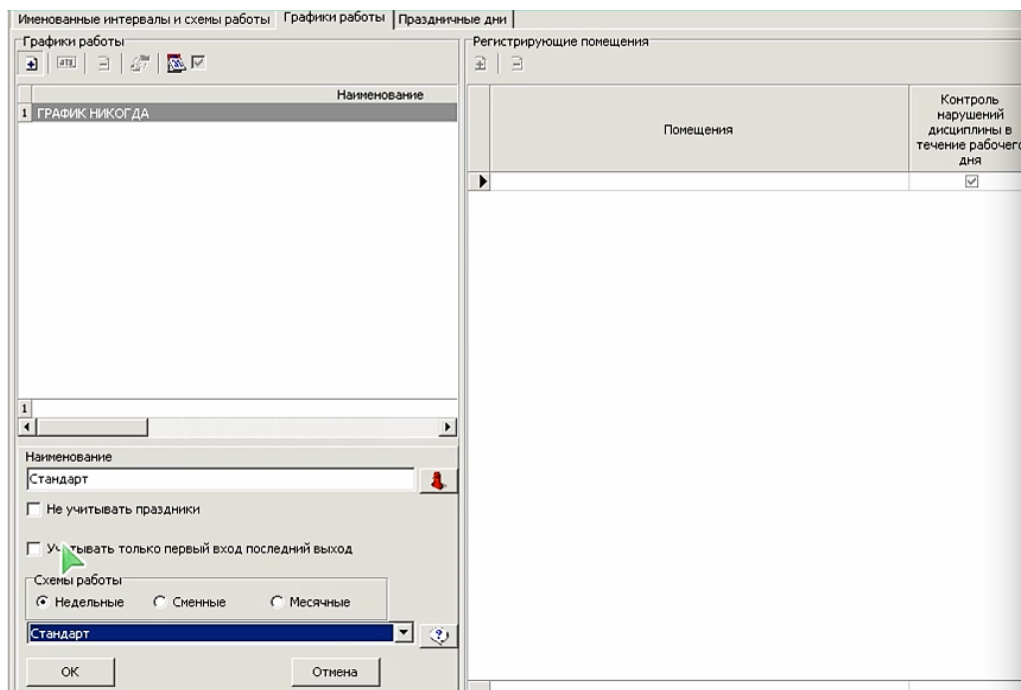 Именованные интервалы и схемы работы Графики работы Праздничные дни
Графики работы
Наименование
1 ГРАФИК НИКОГДА
1
Наименование
Стандарт
Не учитывать праздники
Учитывать только первый вход последний выход
Схемы работы
Недельные Сменные Месячные
Стандарт
ОК Отмена
Регистрирующие помещения
Помещения
Контроль
нарушений
дисциплины в
течение рабочего
дня